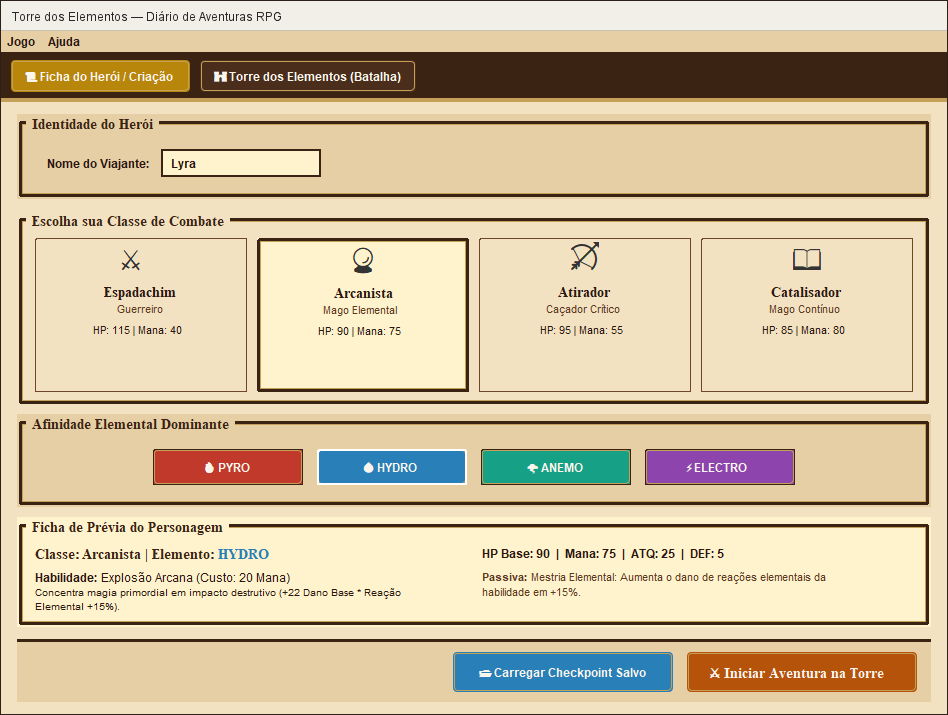 Torre dos Elementos — Diário de Aventuras RPG
Jogo Ajuda
Ficha do Herói / Criação
Torre dos Elementos (Batalha)
Identidade do Herói
Nome do Viajante: Lyra
Escolha sua Classe de Combate
Espadachim
Guerreiro
HP: 115 | Mana: 40
Arcanista
Mago Elemental
HP: 90 | Mana: 75
Atirador
Caçador Crítico
HP: 95 | Mana: 55
Catalisador
Mago Contínuo
HP: 85 | Mana: 80
Afinidade Elemental Dominante
PYRO
HYDRO
ANEMO
ELECTRO
Ficha de Prévia do Personagem
Classe: Arcanista | Elemento: HYDRO
Habilidade: Explosão Arcana (Custo: 20 Mana)
Concentra magia primordial em impacto destrutivo (+22 Dano Base * Reação
Elemental +15%).
HP Base: 90 | Mana: 75 | ATQ: 25 | DEF: 5
Passiva: Mestria Elemental: Aumenta o dano de reações elementais da
habilidade em +15%.
Carregar Checkpoint Salvo
Iniciar Aventura na Torre